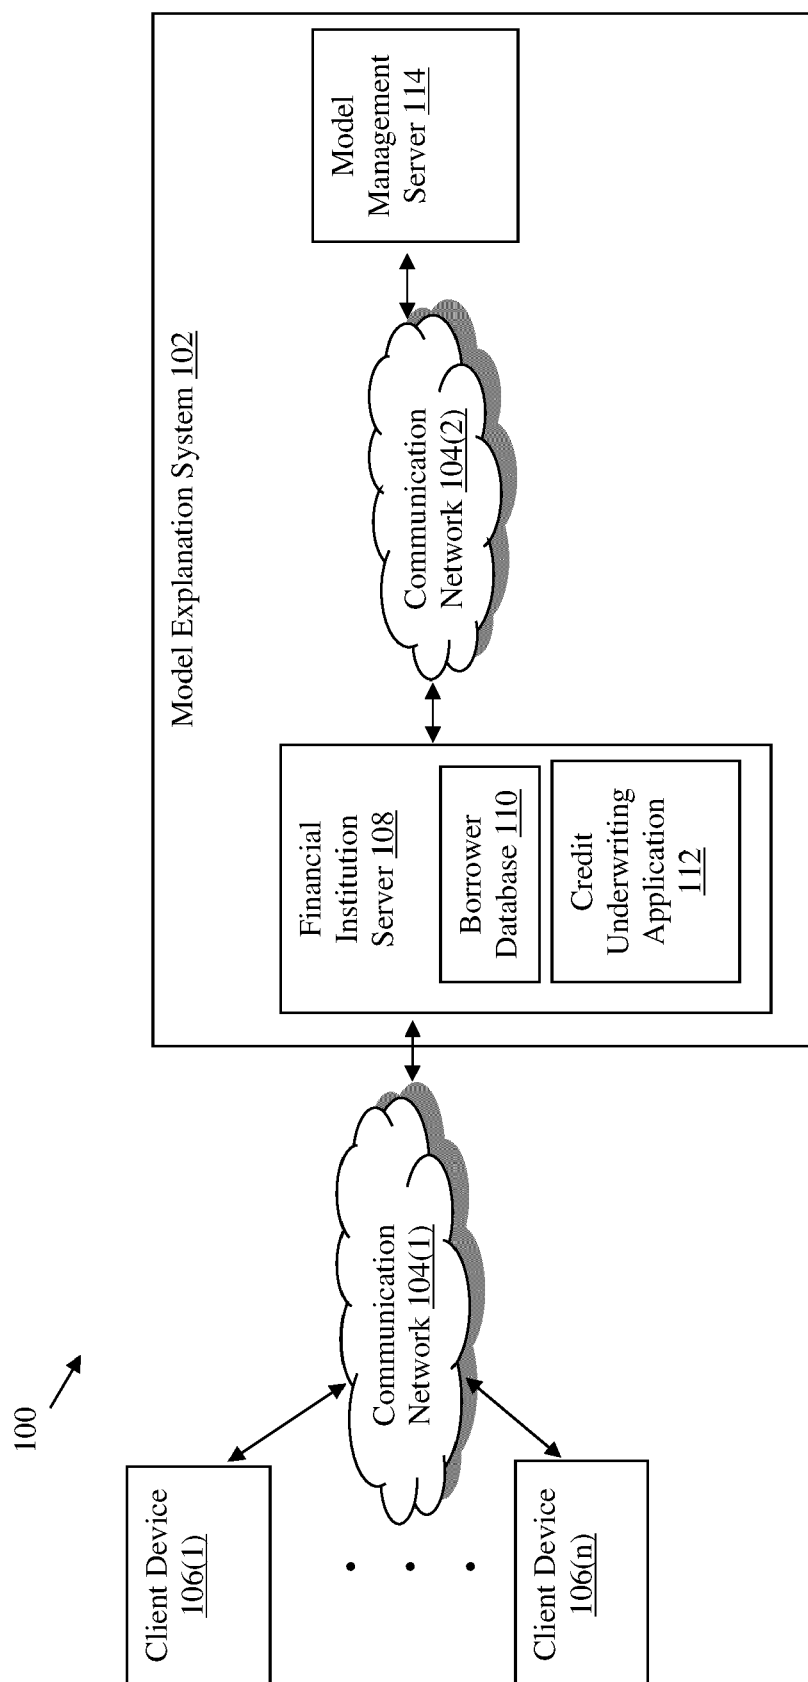 100
Client Device
106(1)
Client Device
106(n)
Communication
Network 104(1)
Model Explanation System 102
Financial
Institution
Server 108
Borrower
Database 110
Credit
Underwriting
Application
112
Communication
Network 104(2)
Model
Management
Server 114